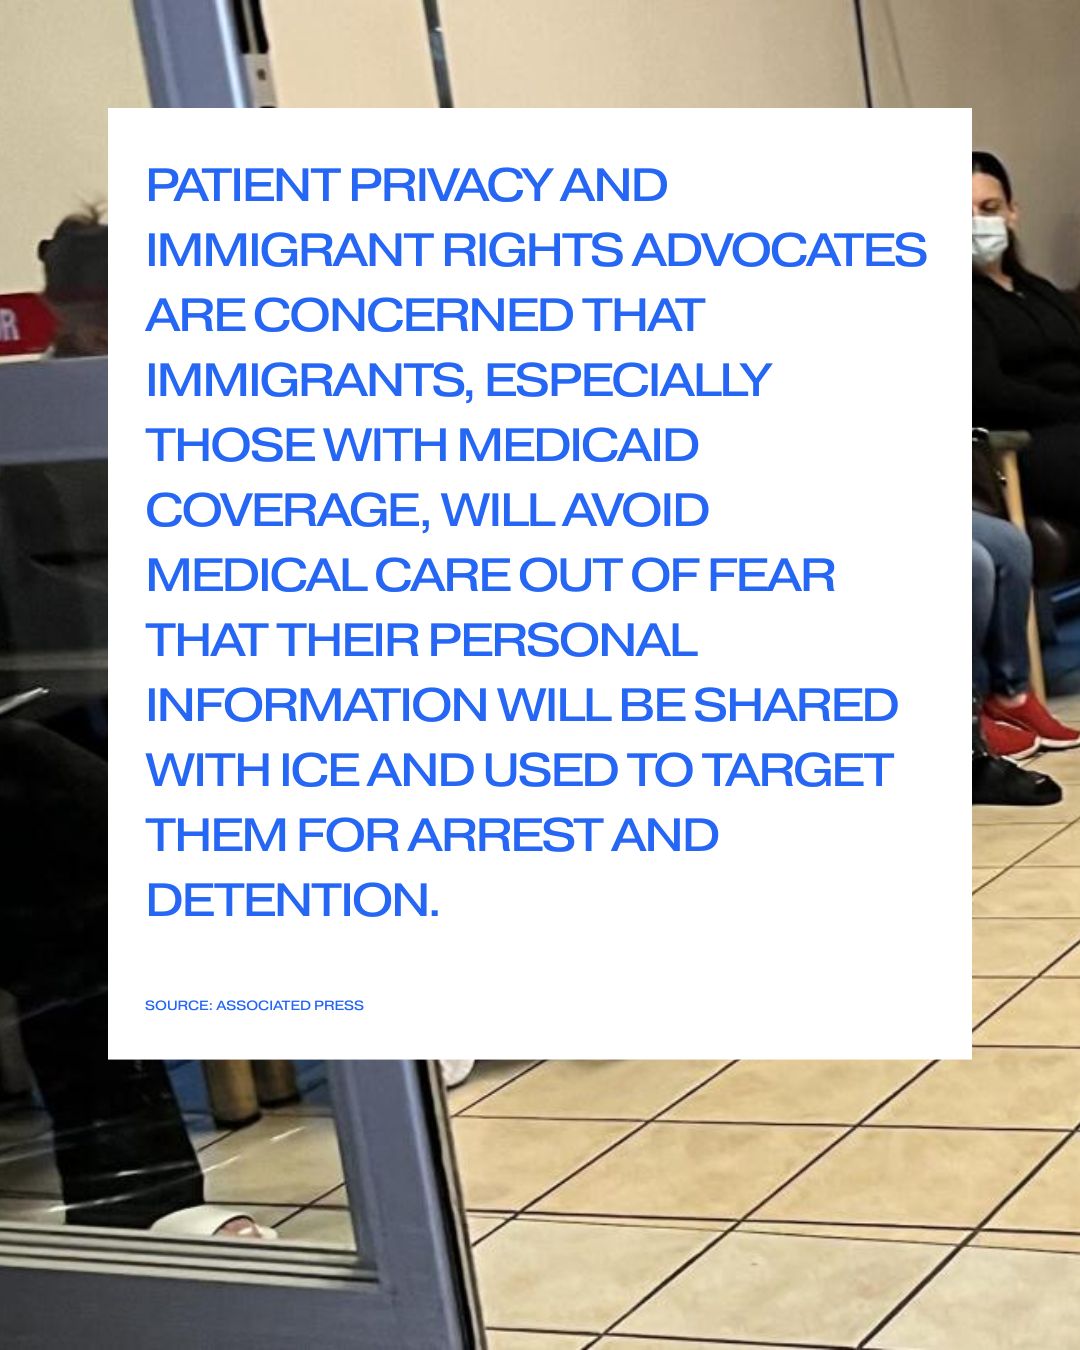 PATIENT PRIVACY AND
IMMIGRANT RIGHTS ADVOCATES
ARE CONCERNED THAT
IMMIGRANTS, ESPECIALLY
THOSE WITH MEDICAID
COVERAGE, WILL AVOID
MEDICAL CARE OUT OF FEAR
THAT THEIR PERSONAL
INFORMATION WILL BE SHARED
WITH ICE AND USED TO TARGET
THEM FOR ARREST AND
DETENTION.
SOURCE: ASSOCIATED PRESS